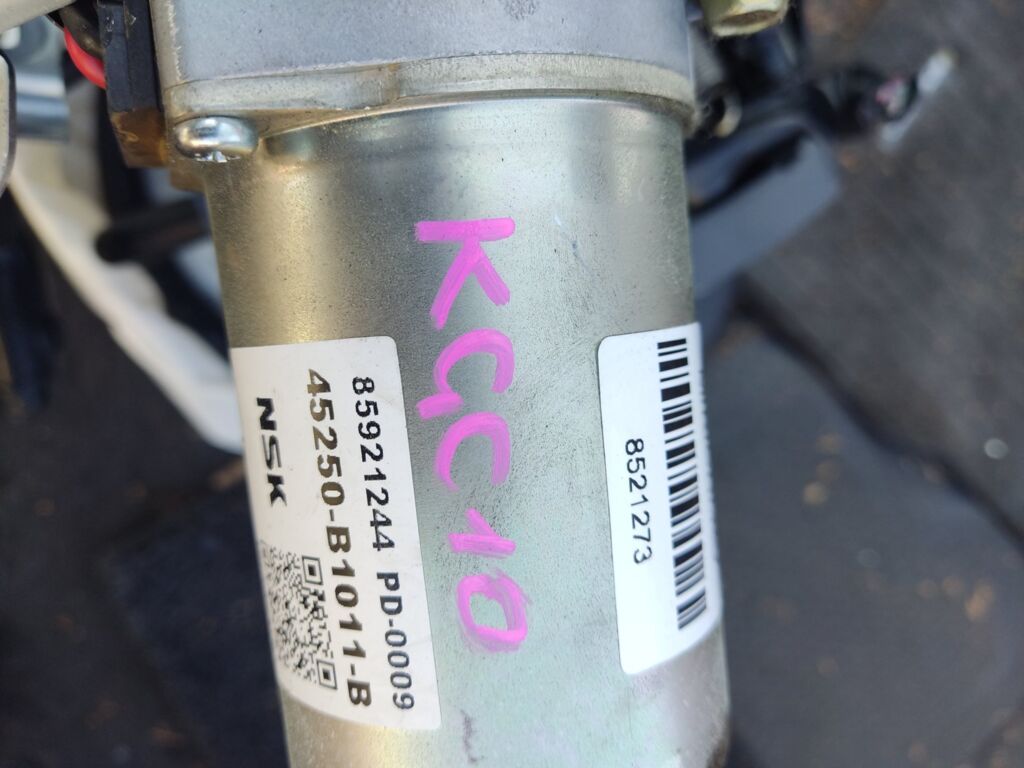 KGC10
85921244 PD-0009
45250-B1011-B
NSK
8521273